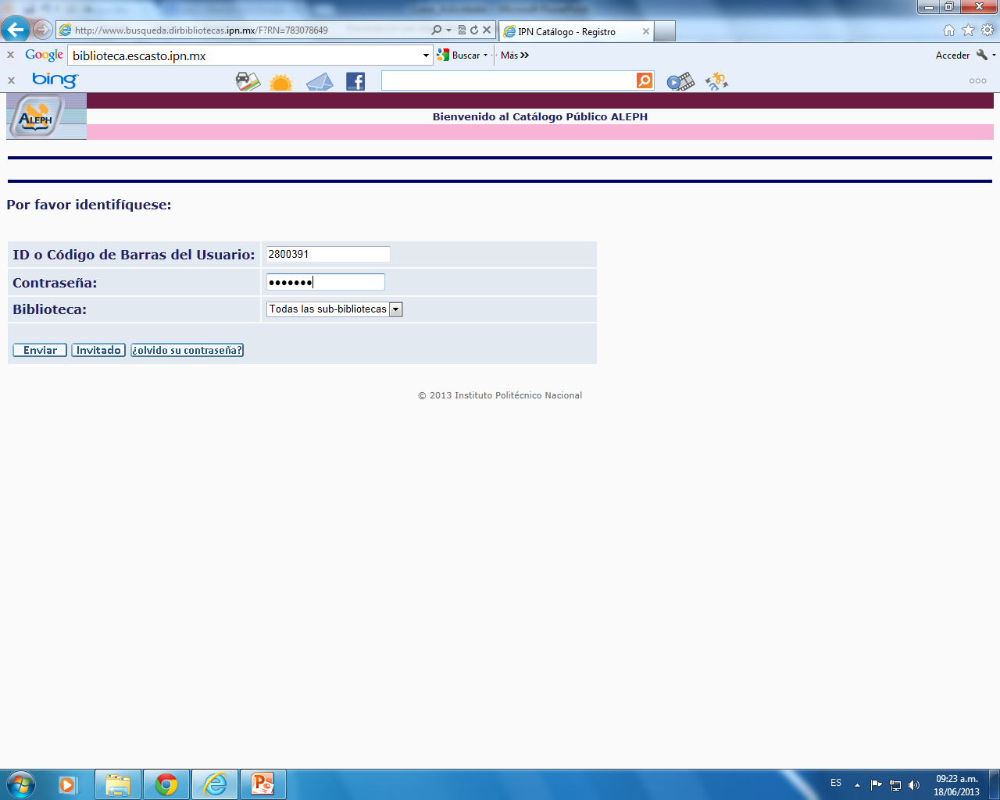 http://www.busqueda.dirbibliotecas.ipn.mx/F?RN=783078649
IPN Catálogo - Registro
x Google biblioteca.escasto.ipn.mx Buscar Más Acceder
x bing
ALEPH
Bienvenido al Catálogo Público ALEPH
Por favor identifíquese:
ID o Código de Barras del Usuario: 2800391
Contraseña: •••••••
Biblioteca: Todas las sub-bibliotecas
Enviar Invitado ¿olvido su contraseña?
© 2013 Instituto Politécnico Nacional
ES 09:23 a.m.
18/06/2013